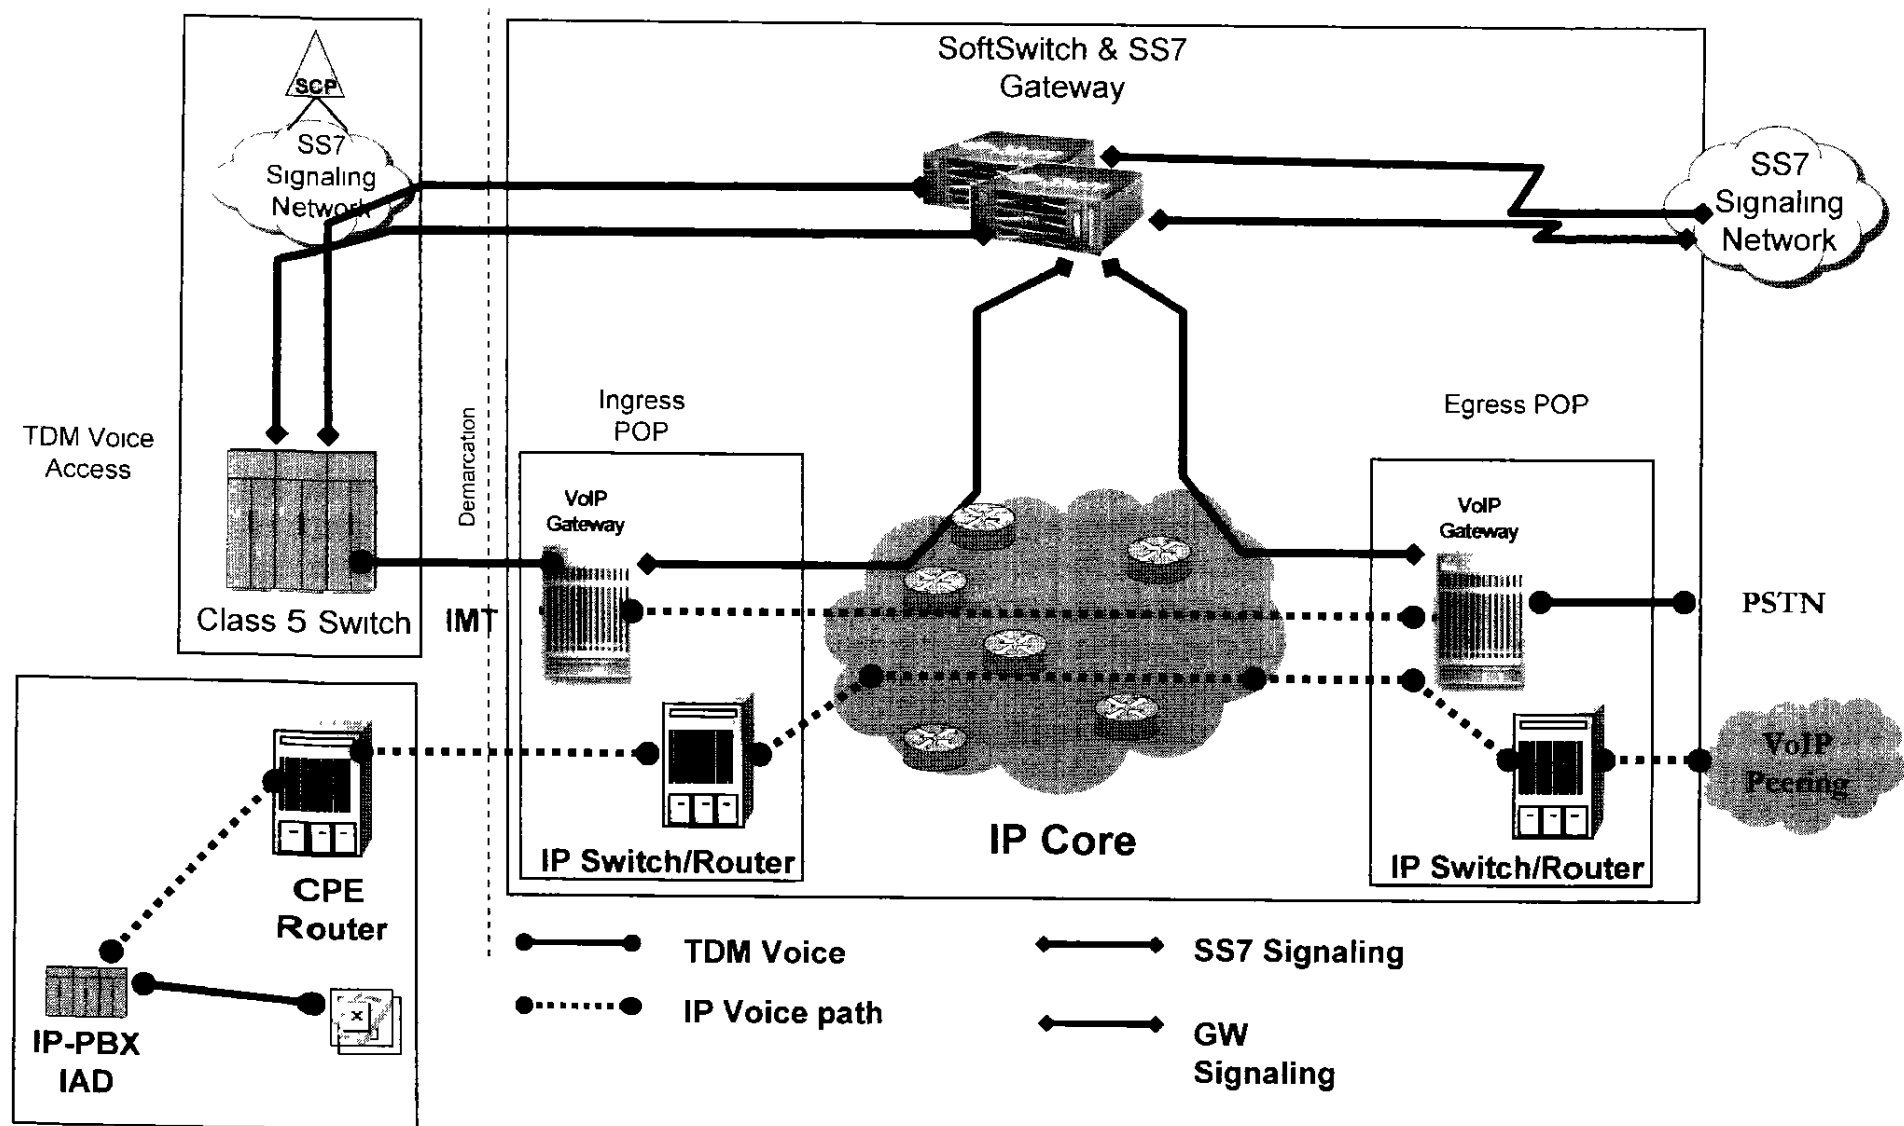 SoftSwitch & SS7
Gateway
SCP
SS7
Signaling
Network
SS7
Signaling
Network
TDM Voice
Access
Demarcation
Ingress
POP
Egress POP
VoIP
Gateway
VoIP
Gateway
Class 5 Switch
IMT
PSTN
VoIP
Peering
IP Core
IP Switch/Router
IP Switch/Router
CPE
Router
IP-PBX
IAD
X
TDM Voice
IP Voice path
SS7 Signaling
GW
Signaling